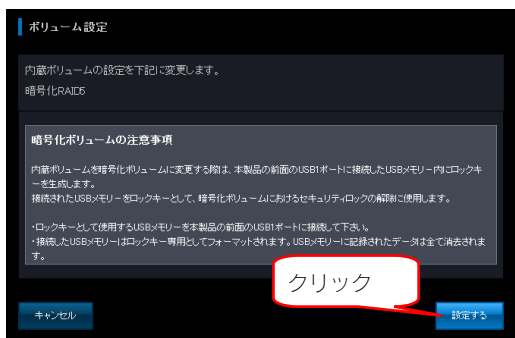 ボリューム設定
内蔵ボリュームの設定を下記に変更します。
暗号化RAID5
暗号化ボリュームの注意事項
内蔵ボリュームを暗号化ボリュームに変更する際は、本製品の前面のUSB1ポートに接続したUSBメモリー内にロックキ
ーを生成します。
接続されたUSBメモリーをロックキーとして、暗号化ボリュームにおけるセキュリティロックの解除に使用します。
・ロックキーとして使用するUSBメモリーを本製品の前面のUSB1ポートに接続して下さい。
・接続したUSBメモリーはロックキー専用としてフォーマットされます。USBメモリーに記録されたデータは全て消去されま
す。
クリック
キャンセル
設定する